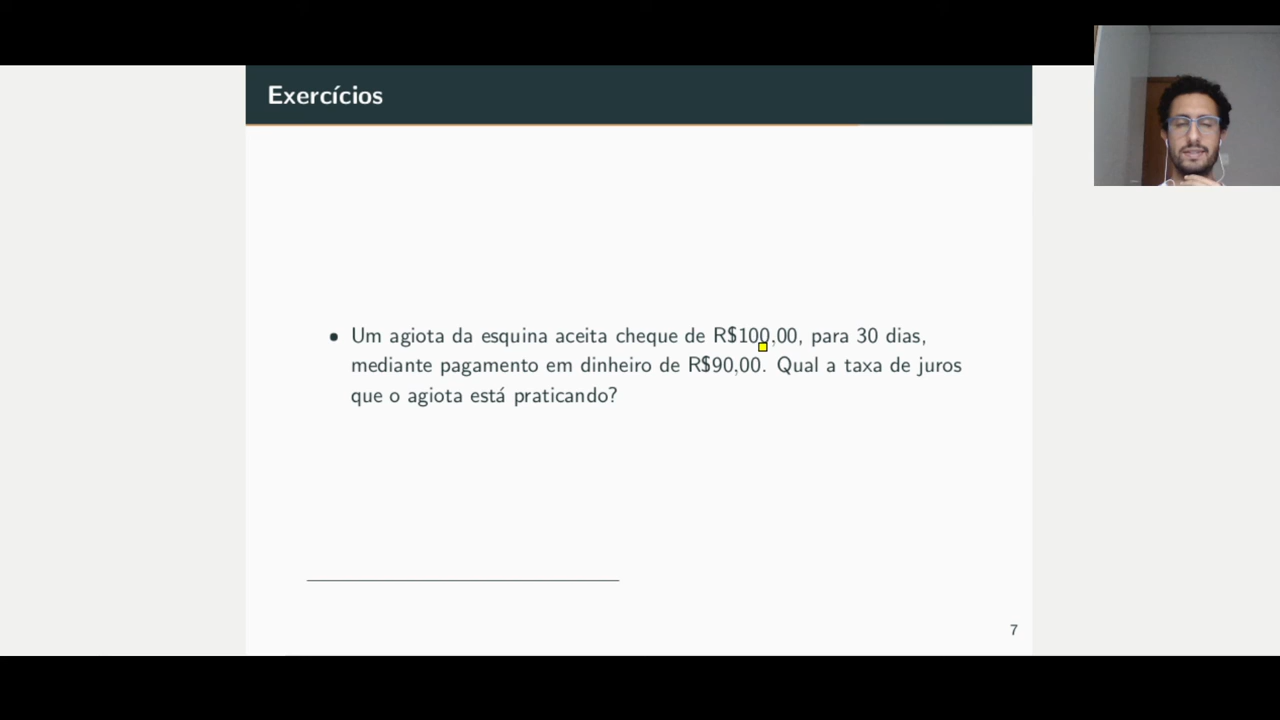 Exercícios
• Um agiota da esquina aceita cheque de R$100,00, para 30 dias,
mediante pagamento em dinheiro de R$90,00. Qual a taxa de juros
que o agiota está praticando?
7